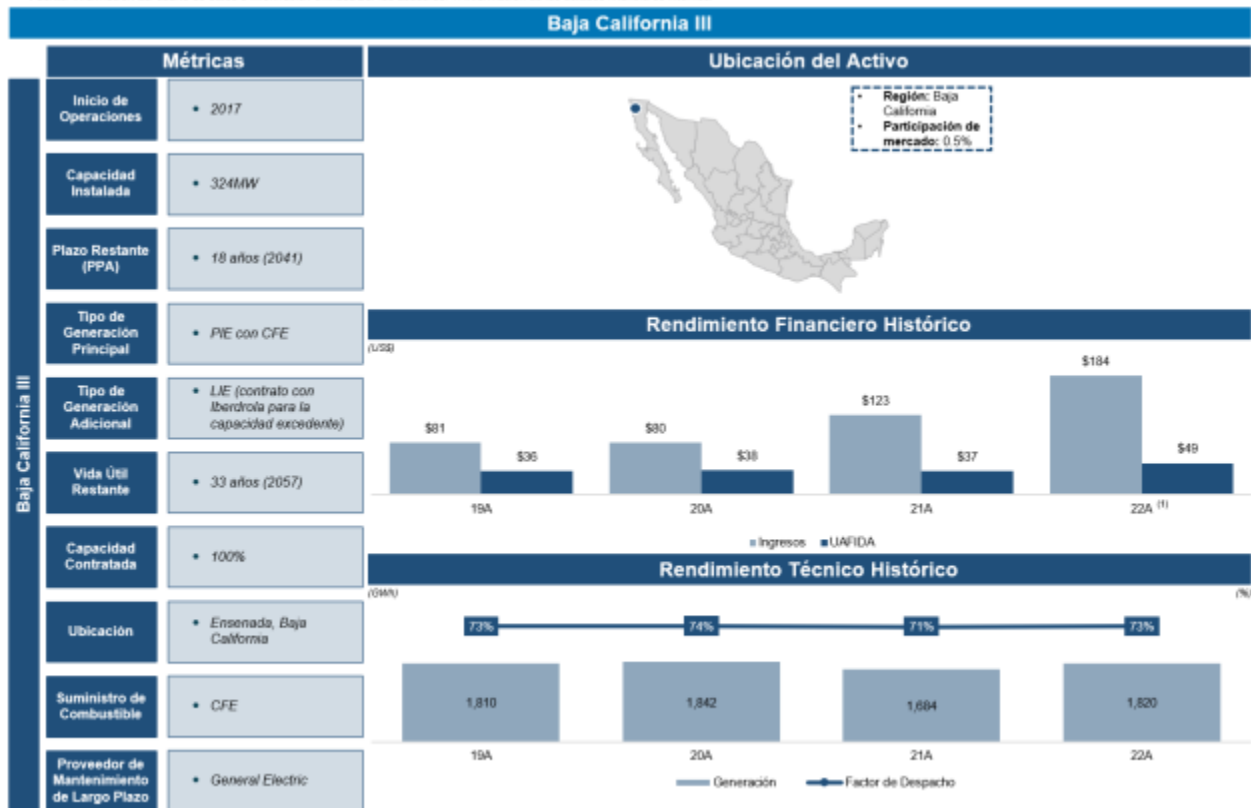 Baja California III
Métricas
Baja California III
Inicio de
Operaciones
• 2017
Capacidad
Instalada
• 324MW
Plazo Restante
(PPA)
• 18 años (2041)
Tipo de
Generación
Principal
• PIE con CFE
Tipo de
Generación
Adicional
• LIE (contrato con
Iberdrola para la
capacidad excedente)
Vida Útil
Restante
• 33 años (2057)
Capacidad
Contratada
• 100%
Ubicación
• Ensenada, Baja
California
Suministro de
Combustible
• CFE
Proveedor de
Mantenimiento
de Largo Plazo
• General Electric
Ubicación del Activo
• Región: Baja
California
• Participación de
mercado: 0.5%
Rendimiento Financiero Histórico
(US$)
$81
$36
$80
$38
$123
$37
$184
$49
19A
20A
21A
22A (1)
Ingresos
UAFIDA
Rendimiento Técnico Histórico
(GWh)
(%)
73%
74%
71%
73%
1,810
1,842
1,684
1,820
19A
20A
21A
22A
Generación
Factor de Despacho